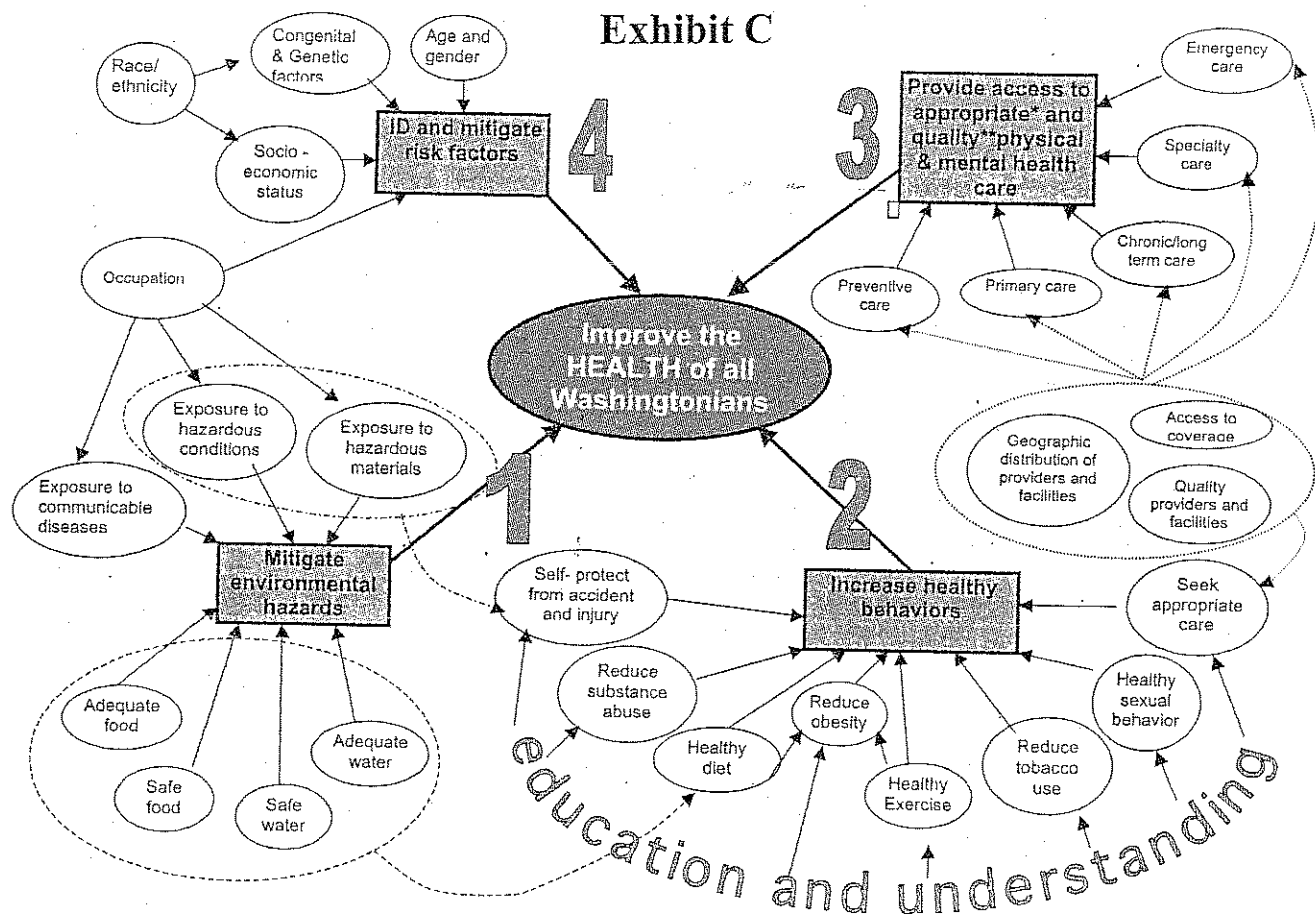 Exhibit C
Race/
ethnicity
Congenital
& Genetic
factors
Age and
gender
Socio -
economic
status
ID and mitigate
risk factors
4
3
Provide access to
appropriate* and
quality**physical
& mental health
care
Emergency
care
Specialty
care
Chronic/long
term care
Primary care
Preventive
care
Occupation
Improve the
HEALTH of all
Washingtonians
Exposure to
hazardous
conditions
Exposure to
hazardous
materials
Exposure to
communicable
diseases
1
Mitigate
environmental
hazards
Adequate
food
Safe
food
Safe
water
Adequate
water
Geographic
distribution of
providers and
facilities
Access to
coverage
Quality
providers and
facilities
2
Self- protect
from accident
and injury
Increase healthy
behaviors
Seek
appropriate
care
Reduce
substance
abuse
Healthy
diet
Reduce
obesity
Healthy
Exercise
Reduce
tobacco
use
Healthy
sexual
behavior
education and understanding